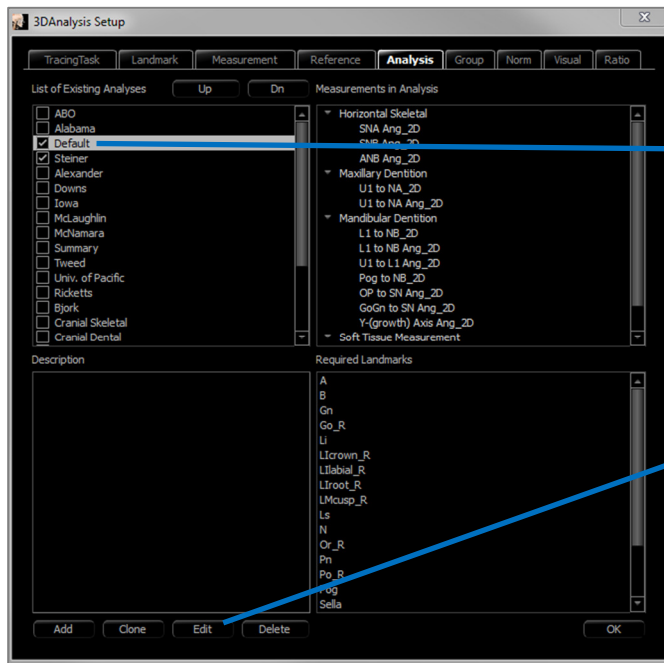 3DAnalysis Setup
TracingTask Landmark Measurement Reference Analysis Group Norm Visual Ratio
List of Existing Analyses Up Dn
ABO
Alabama
Default
Steiner
Alexander
Downs
Iowa
McLaughlin
McNamara
Summary
Tweed
Univ. of Pacific
Ricketts
Bjork
Cranial Skeletal
Cranial Dental
Measurements in Analysis
Horizontal Skeletal
SNA Ang_2D
SNB Ang_2D
ANB Ang_2D
Maxillary Dentition
U1 to NA_2D
U1 to NA Ang_2D
Mandibular Dentition
L1 to NB_2D
L1 to NB Ang_2D
U1 to L1 Ang_2D
Pog to NB_2D
OP to SN Ang_2D
GoGn to SN Ang_2D
Y-(growth) Axis Ang_2D
Soft Tissue Measurement
Description
Required Landmarks
A
B
Gn
Go_R
Li
LIcrown_R
LIlabial_R
LIroot_R
LMcusp_R
Ls
N
Or_R
Pn
Po_R
Pog
Sella
Add Clone Edit Delete OK